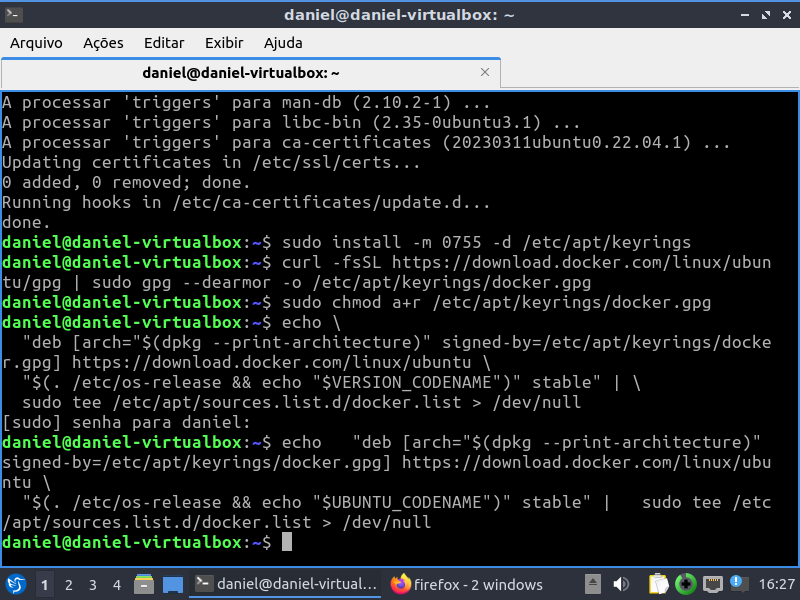 daniel@daniel-virtualbox: ~
Arquivo Ações Editar Exibir Ajuda
daniel@daniel-virtualbox: ~
A processar 'triggers' para man-db (2.10.2-1) ...
A processar 'triggers' para libc-bin (2.35-0ubuntu3.1) ...
A processar 'triggers' para ca-certificates (20230311ubuntu0.22.04.1) ...
Updating certificates in /etc/ssl/certs...
0 added, 0 removed; done.
Running hooks in /etc/ca-certificates/update.d...
done.
daniel@daniel-virtualbox:~$ sudo install -m 0755 -d /etc/apt/keyrings
daniel@daniel-virtualbox:~$ curl -fsSL https://download.docker.com/linux/ubun
tu/gpg | sudo gpg --dearmor -o /etc/apt/keyrings/docker.gpg
daniel@daniel-virtualbox:~$ sudo chmod a+r /etc/apt/keyrings/docker.gpg
daniel@daniel-virtualbox:~$ echo \
  "deb [arch="$(dpkg --print-architecture)" signed-by=/etc/apt/keyrings/docke
r.gpg] https://download.docker.com/linux/ubuntu \
  "$(. /etc/os-release && echo "$VERSION_CODENAME")" stable" | \
  sudo tee /etc/apt/sources.list.d/docker.list > /dev/null
[sudo] senha para daniel:
daniel@daniel-virtualbox:~$ echo   "deb [arch="$(dpkg --print-architecture)"
signed-by=/etc/apt/keyrings/docker.gpg] https://download.docker.com/linux/ubu
ntu \
  "$(. /etc/os-release && echo "$UBUNTU_CODENAME")" stable" |   sudo tee /etc
/apt/sources.list.d/docker.list > /dev/null
daniel@daniel-virtualbox:~$
1 2 3 4 daniel@daniel-virtual... firefox - 2 windows 16:27